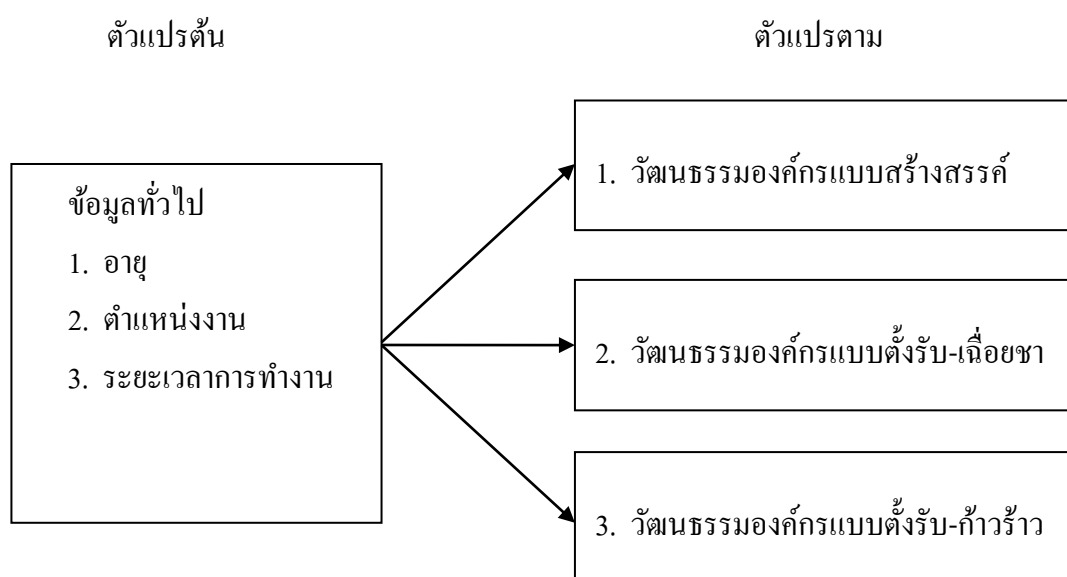 ตัวแปรต้น
ตัวแปรตาม
ข้อมูลทั่วไป
1. อายุ
2. ตำแหน่งงาน
3. ระยะเวลาการทำงาน
1. วัฒนธรรมองค์กรแบบสร้างสรรค์
2. วัฒนธรรมองค์กรแบบตั้งรับ-เฉื่อยชา
3. วัฒนธรรมองค์กรแบบตั้งรับ-ก้าวร้าว